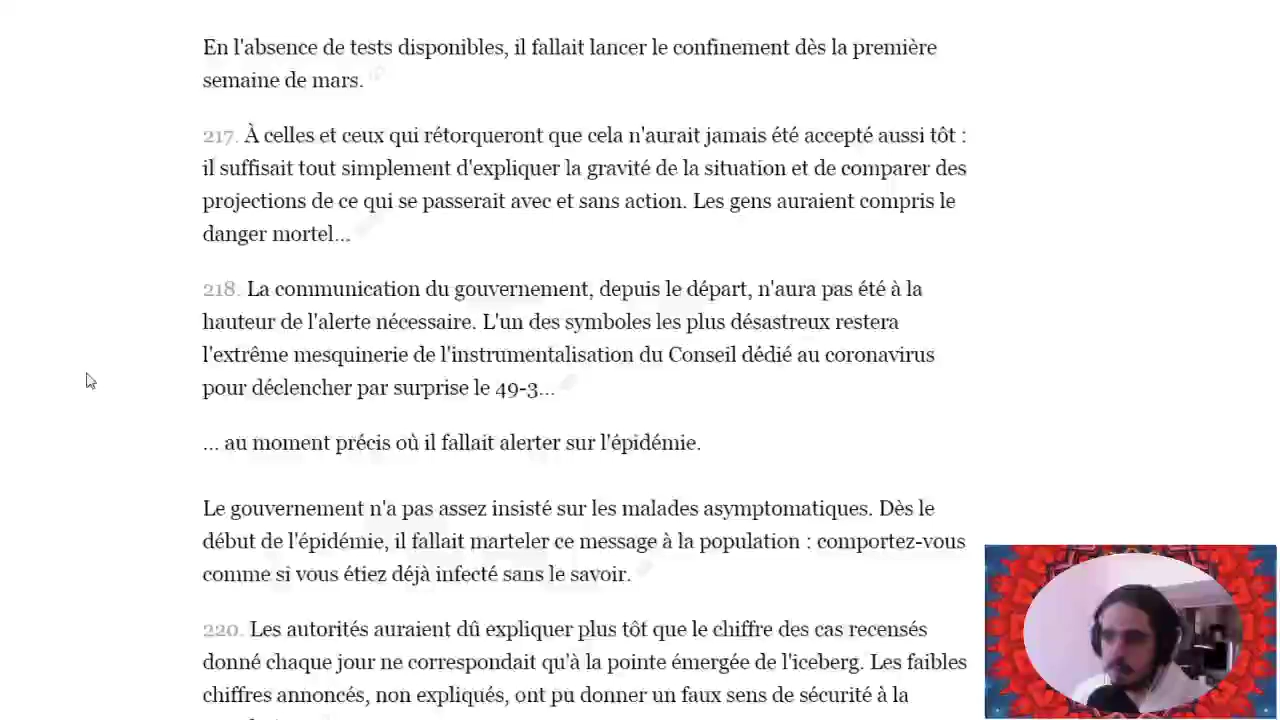 En l'absence de tests disponibles, il fallait lancer le confinement dès la première
semaine de mars.
217. À celles et ceux qui rétorqueront que cela n'aurait jamais été accepté aussi tôt :
il suffisait tout simplement d'expliquer la gravité de la situation et de comparer des
projections de ce qui se passerait avec et sans action. Les gens auraient compris le
danger mortel...
218. La communication du gouvernement, depuis le départ, n'aura pas été à la
hauteur de l'alerte nécessaire. L'un des symboles les plus désastreux restera
l'extrême mesquinerie de l'instrumentalisation du Conseil dédié au coronavirus
pour déclencher par surprise le 49-3...
... au moment précis où il fallait alerter sur l'épidémie.
Le gouvernement n'a pas assez insisté sur les malades asymptomatiques. Dès le
début de l'épidémie, il fallait marteler ce message à la population : comportez-vous
comme si vous étiez déjà infecté sans le savoir.
220. Les autorités auraient dû expliquer plus tôt que le chiffre des cas recensés
donné chaque jour ne correspondait qu'à la pointe émergée de l'iceberg. Les faibles
chiffres annoncés, non expliqués, ont pu donner un faux sens de sécurité à la